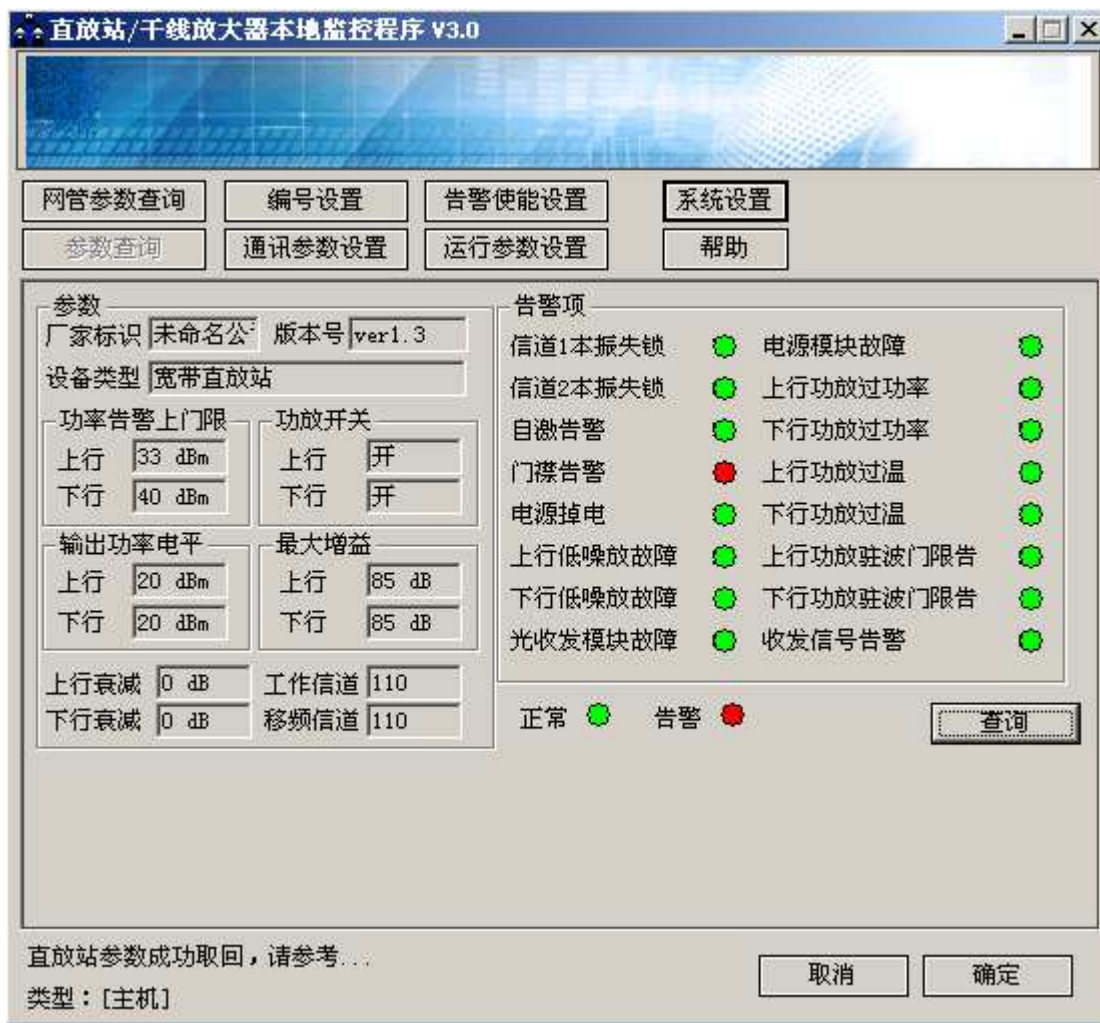 直放站/干线放大器本地监控程序 V3.0
网管参数查询 编号设置 告警使能设置 系统设置
参数查询 通讯参数设置 运行参数设置 帮助
参数
厂家标识 未命名公 版本号 ver1.3
设备类型 宽带直放站
功率告警上门限
上行 33 dBm
下行 40 dBm
功放开关
上行 开
下行 开
输出功率电平
上行 20 dBm
下行 20 dBm
最大增益
上行 85 dB
下行 85 dB
上行衰减 0 dB 工作信道 110
下行衰减 0 dB 移频信道 110
告警项
信道1本振失锁 电源模块故障
信道2本振失锁 上行功放过功率
自激告警 下行功放过功率
门襟告警 上行功放过温
电源掉电 下行功放过温
上行低噪放故障 上行功放驻波门限告
下行低噪放故障 下行功放驻波门限告
光收发模块故障 收发信号告警
正常 告警 查询
直放站参数成功取回，请参考...
类型：[主机]
取消 确定